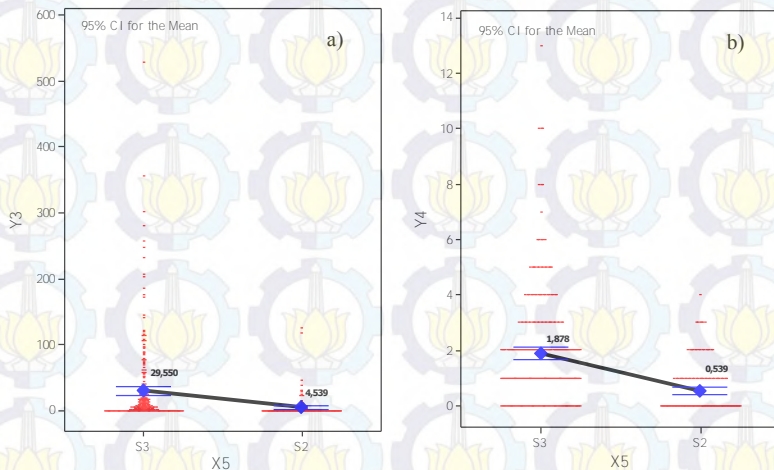 95% CI for the Mean
a)
600
500
400
300
200
100
0
Y3
29,550
4,539
S3
S2
X5
95% CI for the Mean
b)
14
12
10
8
6
4
2
0
Y4
1,878
0,539
S3
S2
X5